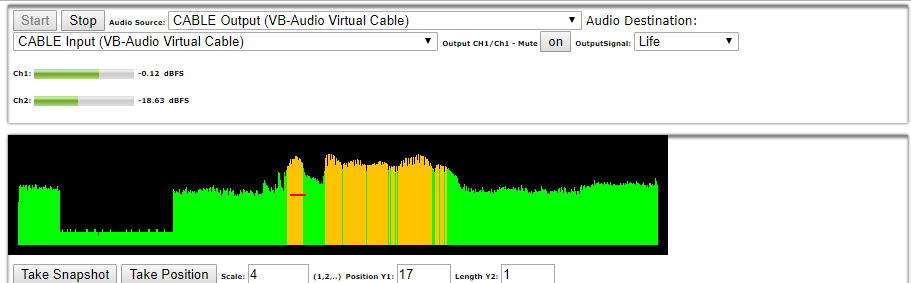 Start Stop Audio Source: CABLE Output (VB-Audio Virtual Cable) Audio Destination:
CABLE Input (VB-Audio Virtual Cable) Output CH1/Ch1 - Mute on OutputSignal: Life
Ch1: -0.12 dBFS
Ch2: -18.63 dBFS
Take Snapshot Take Position Scale: 4 (1,2,..) Position Y1: 17 Length Y2: 1